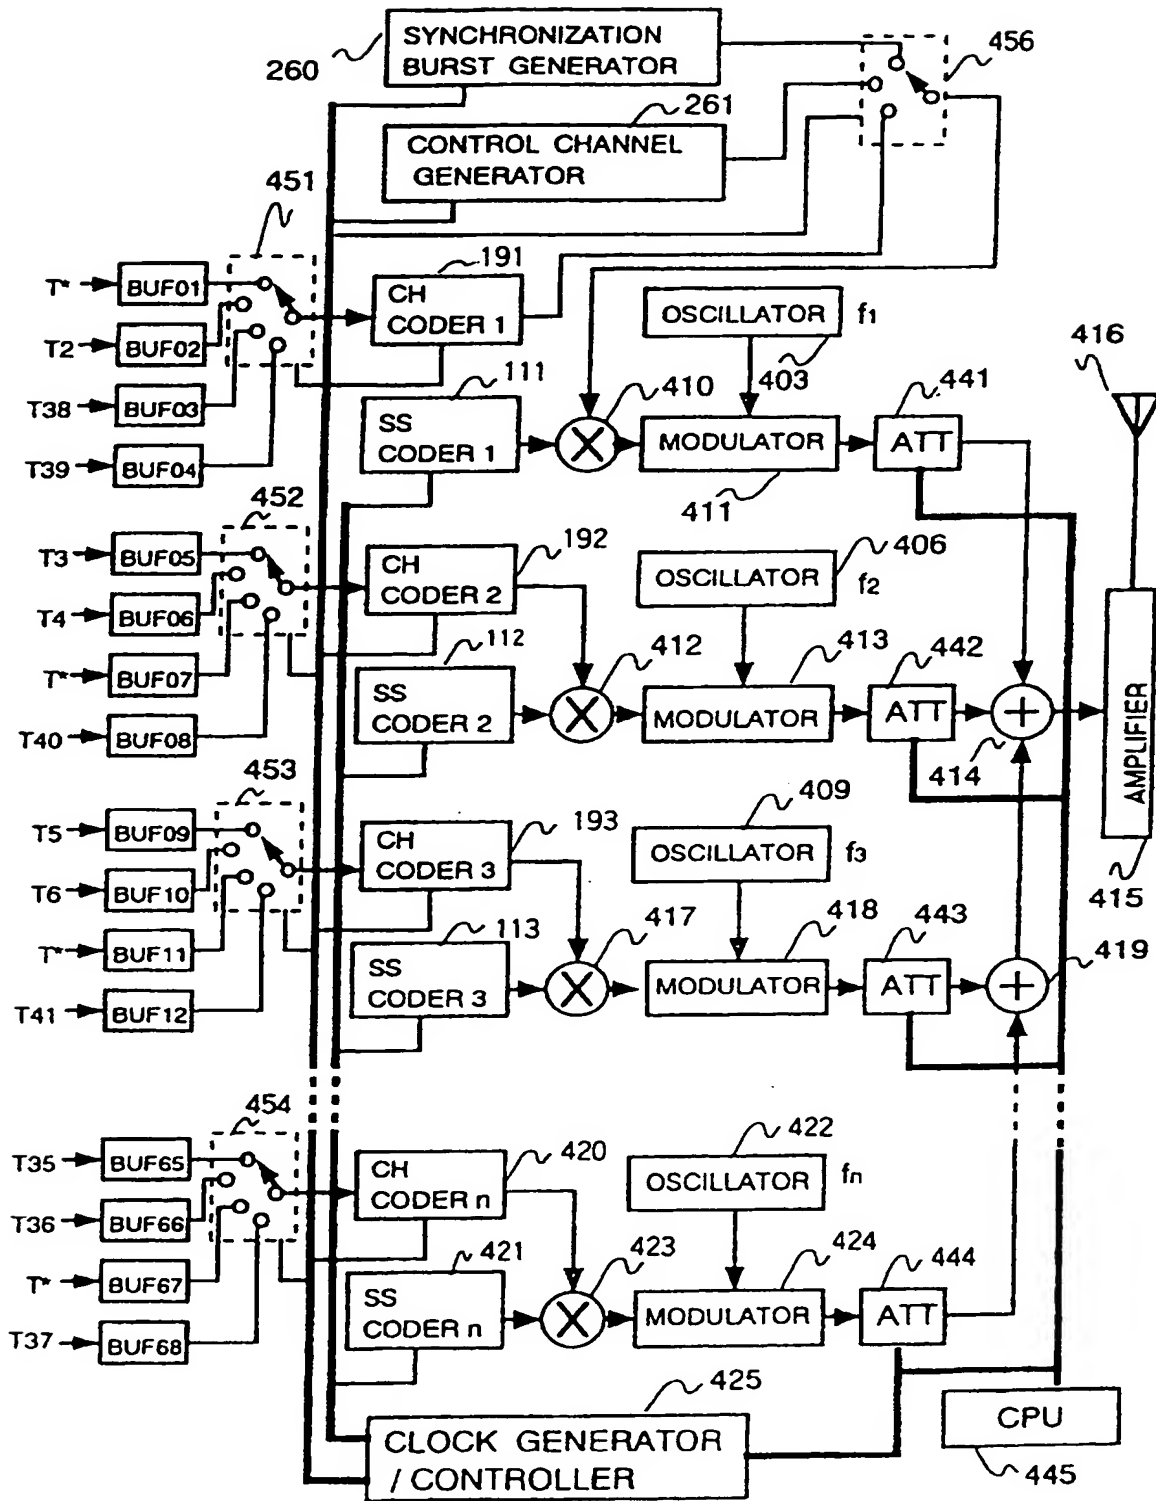 SYNCHRONIZATION
BURST GENERATOR
260
456
261
CONTROL CHANNEL
GENERATOR
451
T*
BUF01
T2
BUF02
T38
BUF03
T39
BUF04
191
CH
CODER 1
OSCILLATOR
f1
403
111
SS
CODER 1
410
MODULATOR
411
441
ATT
416
452
T3
BUF05
T4
BUF06
T*
BUF07
T40
BUF08
192
CH
CODER 2
406
OSCILLATOR
f2
112
SS
CODER 2
412
413
MODULATOR
442
ATT
414
AMPLIFIER
415
453
T5
BUF09
T6
BUF10
T*
BUF11
T41
BUF12
193
CH
CODER 3
409
OSCILLATOR
f3
113
SS
CODER 3
417
418
MODULATOR
443
ATT
419
454
T35
BUF65
T36
BUF66
T*
BUF67
T37
BUF68
420
CH
CODER n
422
OSCILLATOR
fn
421
SS
CODER n
423
424
MODULATOR
444
ATT
425
CLOCK GENERATOR
/ CONTROLLER
CPU
445